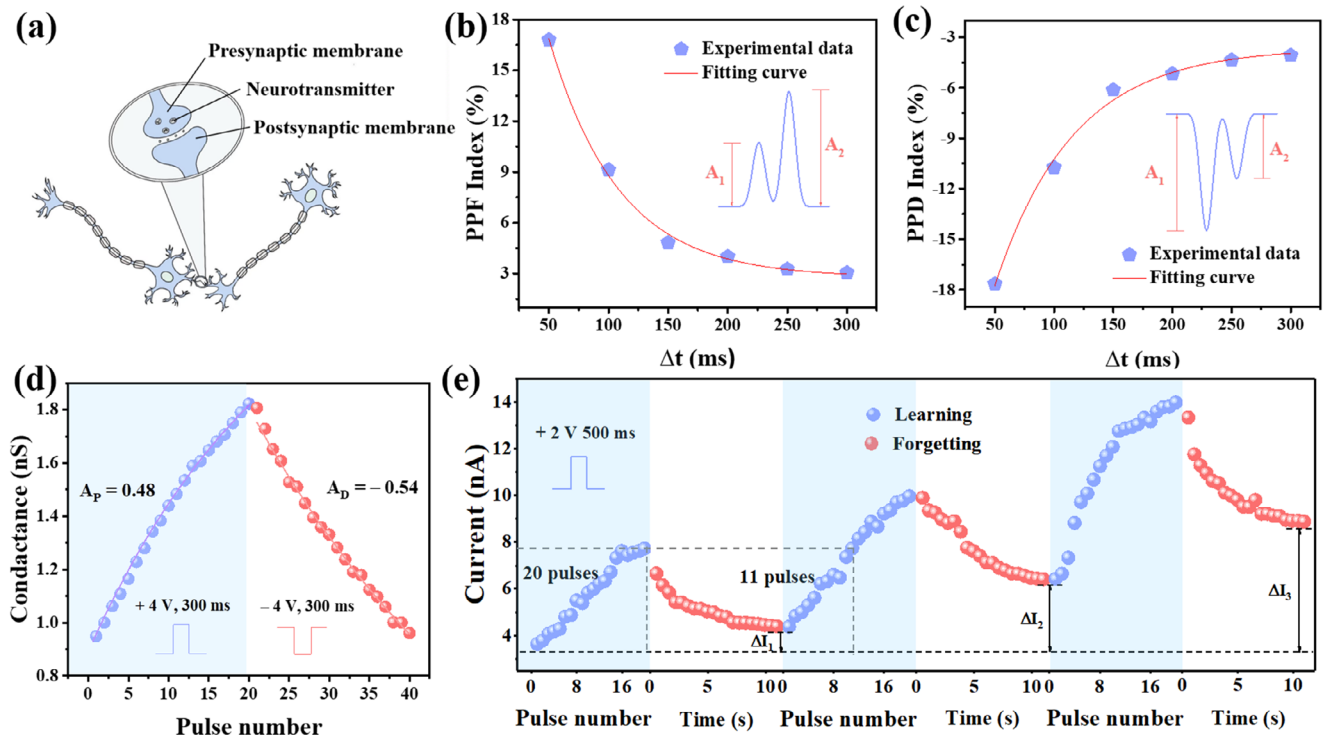 (a)
Presynaptic membrane
Neurotransmitter
Postsynaptic membrane
(b)
18
15
12
9
6
3
PPF Index (%)
Experimental data
Fitting curve
A1
A2
50 100 150 200 250 300
Δt (ms)
(c)
-3
-6
-9
-12
-15
-18
PPD Index (%)
A1
A2
Experimental data
Fitting curve
50 100 150 200 250 300
Δt (ms)
(d)
1.8
1.6
1.4
1.2
1.0
0.8
Condactance (nS)
AP = 0.48
AD = – 0.54
+ 4 V, 300 ms
– 4 V, 300 ms
0 5 10 15 20 25 30 35 40
Pulse number
(e)
14
12
10
8
6
4
Current (nA)
+ 2 V 500 ms
Learning
Forgetting
20 pulses
11 pulses
ΔI1
ΔI2
ΔI3
0 8 16 0 5 10 0 8 16 0 5 10 0 8 16 0 5 10
Pulse number Time (s) Pulse number Time (s) Pulse number Time (s)